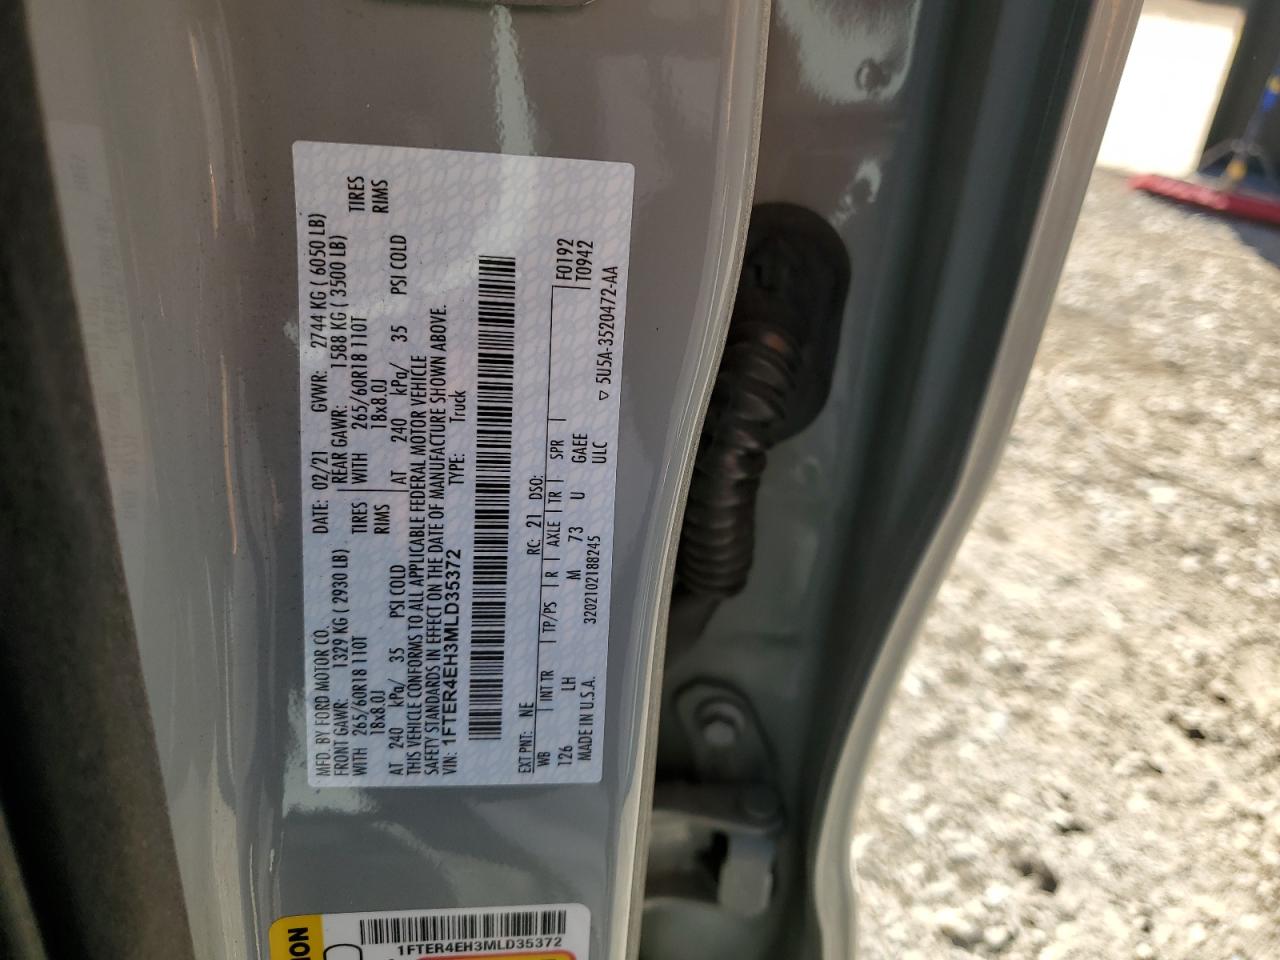 MFD. BY FORD MOTOR CO.
DATE: 02/21 GVWR: 2744 KG ( 6050 LB)
FRONT GAWR: 1329 KG ( 2930 LB) REAR GAWR: 1588 KG ( 3500 LB)
WITH 265/60R18 110T TIRES WITH 265/60R18 110T TIRES
18x8.0J RIMS 18x8.0J RIMS
AT 240 kPa/ 35 PSI COLD AT 240 kPa/ 35 PSI COLD
THIS VEHICLE CONFORMS TO ALL APPLICABLE FEDERAL MOTOR VEHICLE
SAFETY STANDARDS IN EFFECT ON THE DATE OF MANUFACTURE SHOWN ABOVE.
VIN: 1FTER4EH3MLD35372 TYPE: Truck
EXT PNT: NE RC: 21 DSO: F0192
WB INT TR TP/PS R AXLE TR SPR T0942
126 LH M 73 U GAEE
MADE IN U.S.A. 3202102188245 ULC
▽ 5U5A-3520472-AA
ION
1FTER4EH3MLD35372